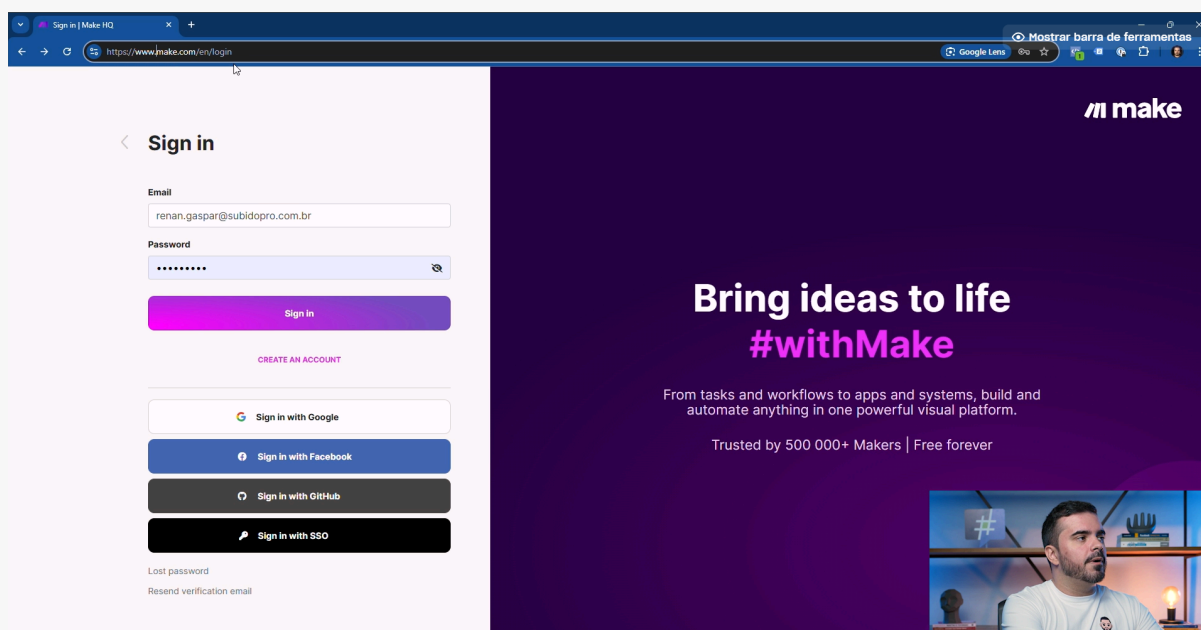 Sign in | Make HQ
Mostrar barra de ferramentas
https://www.make.com/en/login
Google Lens
make
Sign in
Email
renan.gaspar@subidopro.com.br
Password
•••••••••
Sign in
CREATE AN ACCOUNT
Sign in with Google
Sign in with Facebook
Sign in with GitHub
Sign in with SSO
Lost password
Resend verification email
Bring ideas to life
#withMake
From tasks and workflows to apps and systems, build and
automate anything in one powerful visual platform.
Trusted by 500 000+ Makers | Free forever
#